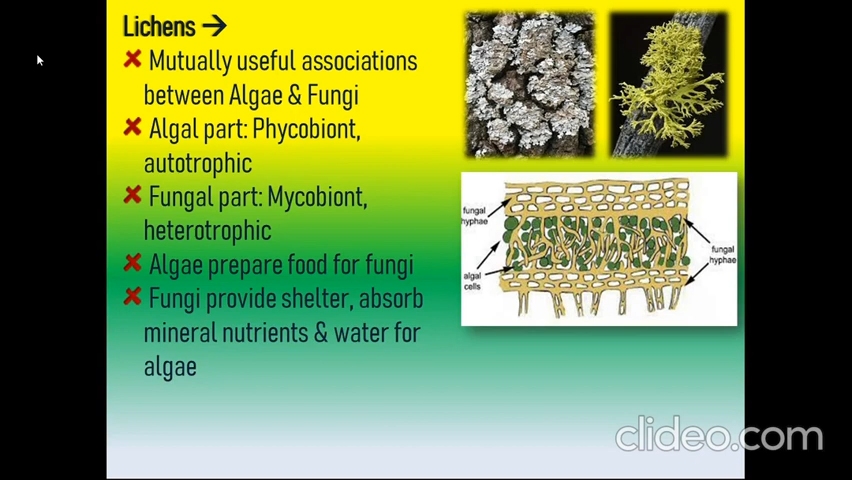 Lichens →
✘ Mutually useful associations
between Algae & Fungi
✘ Algal part: Phycobiont,
autotrophic
✘ Fungal part: Mycobiont,
heterotrophic
✘ Algae prepare food for fungi
✘ Fungi provide shelter, absorb
mineral nutrients & water for
algae
fungal
hyphae
algal
cells
fungal
hyphae
clideo.com